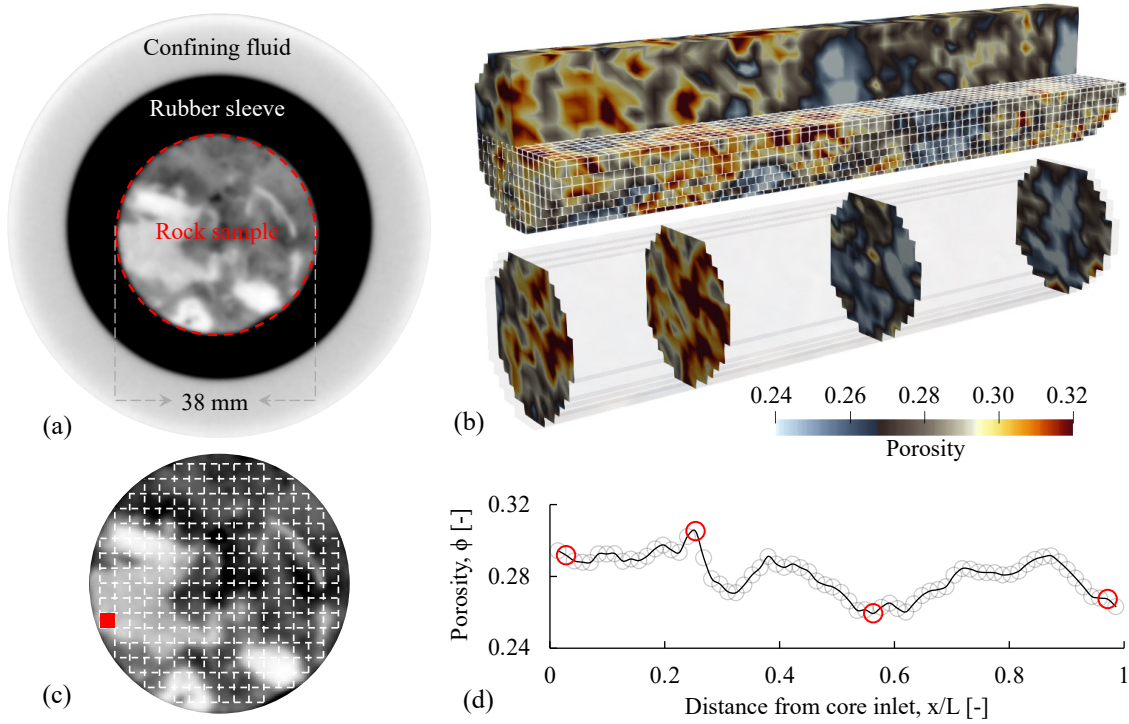 Confining fluid
Rubber sleeve
Rock sample
38 mm
(a)
0.24 0.26 0.28 0.30 0.32
Porosity
(b)
(c)
Porosity, ϕ [-]
0.32
0.28
0.24
0 0.2 0.4 0.6 0.8 1
Distance from core inlet, x/L [-]
(d)